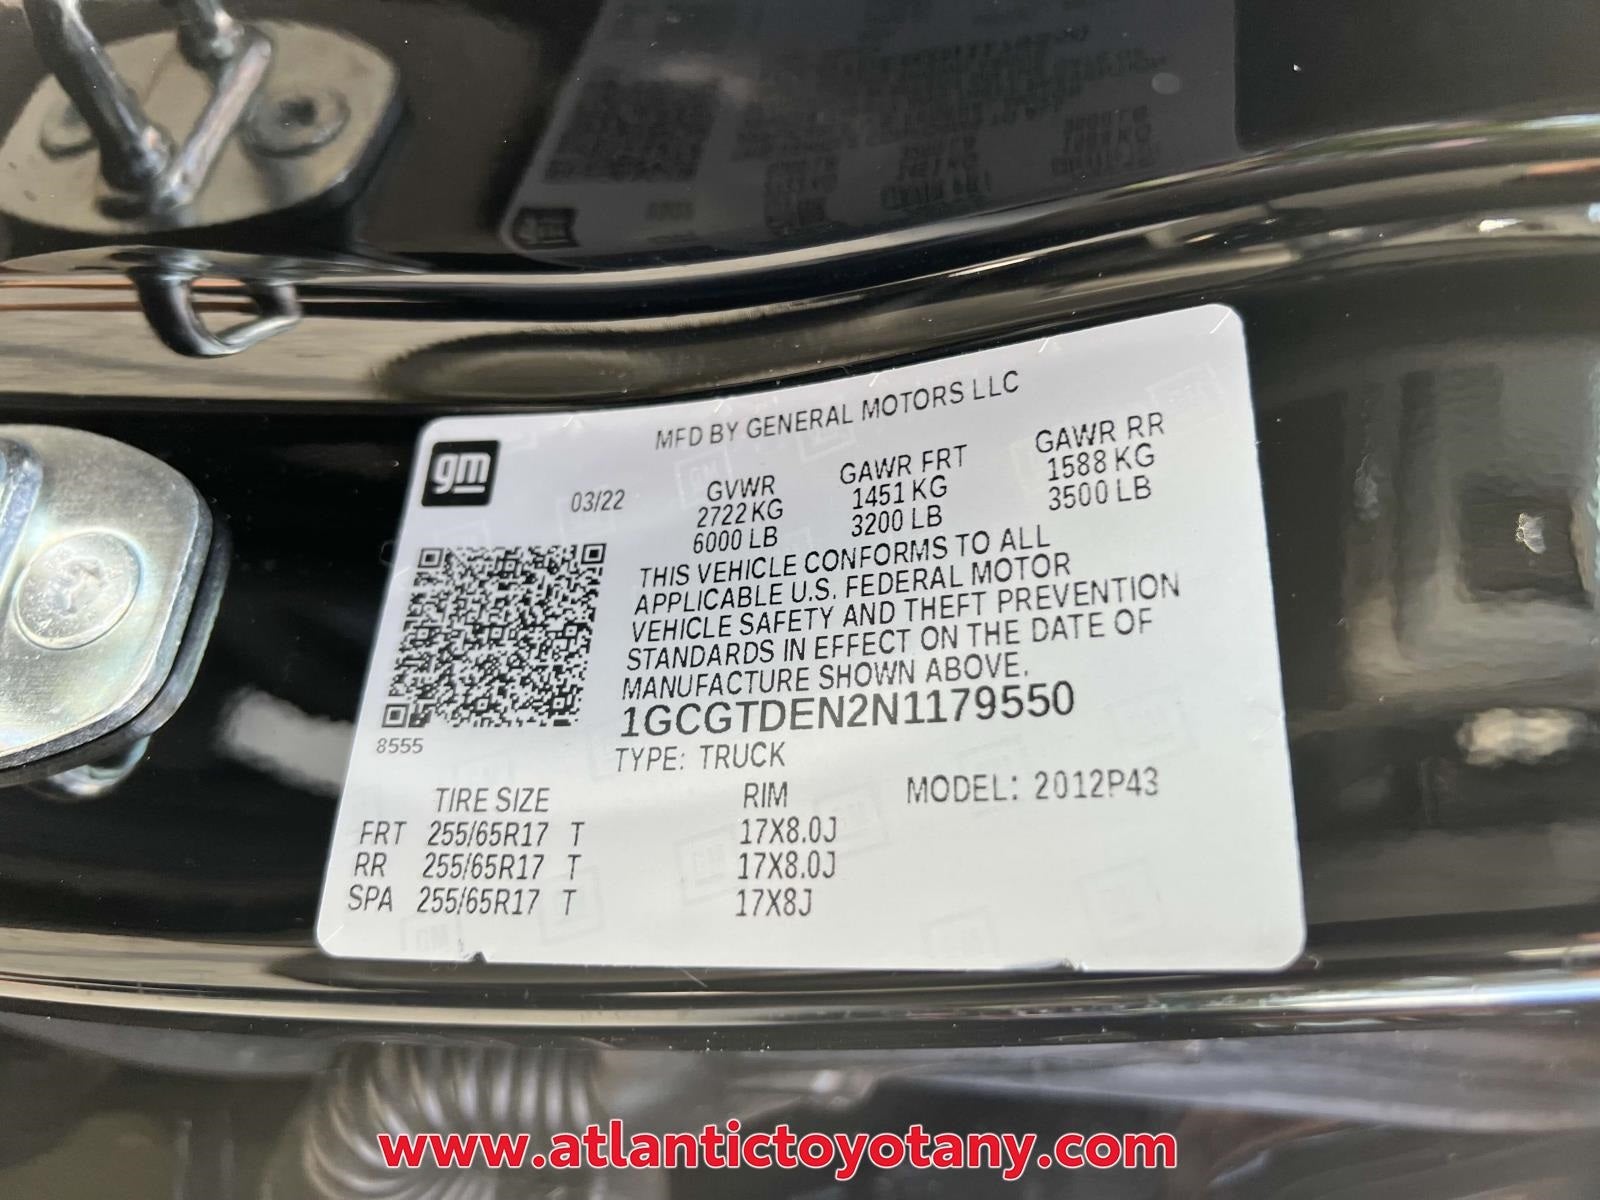 gm
MFD BY GENERAL MOTORS LLC
03/22
GVWR
2722 KG
6000 LB
GAWR FRT
1451 KG
3200 LB
GAWR RR
1588 KG
3500 LB
THIS VEHICLE CONFORMS TO ALL
APPLICABLE U.S. FEDERAL MOTOR
VEHICLE SAFETY AND THEFT PREVENTION
STANDARDS IN EFFECT ON THE DATE OF
MANUFACTURE SHOWN ABOVE.
1GCGTDEN2N1179550
8555
TYPE: TRUCK
MODEL: 2012P43
TIRE SIZE RIM
FRT 255/65R17 T 17X8.0J
RR 255/65R17 T 17X8.0J
SPA 255/65R17 T 17X8J
www.atlantictoyotany.com